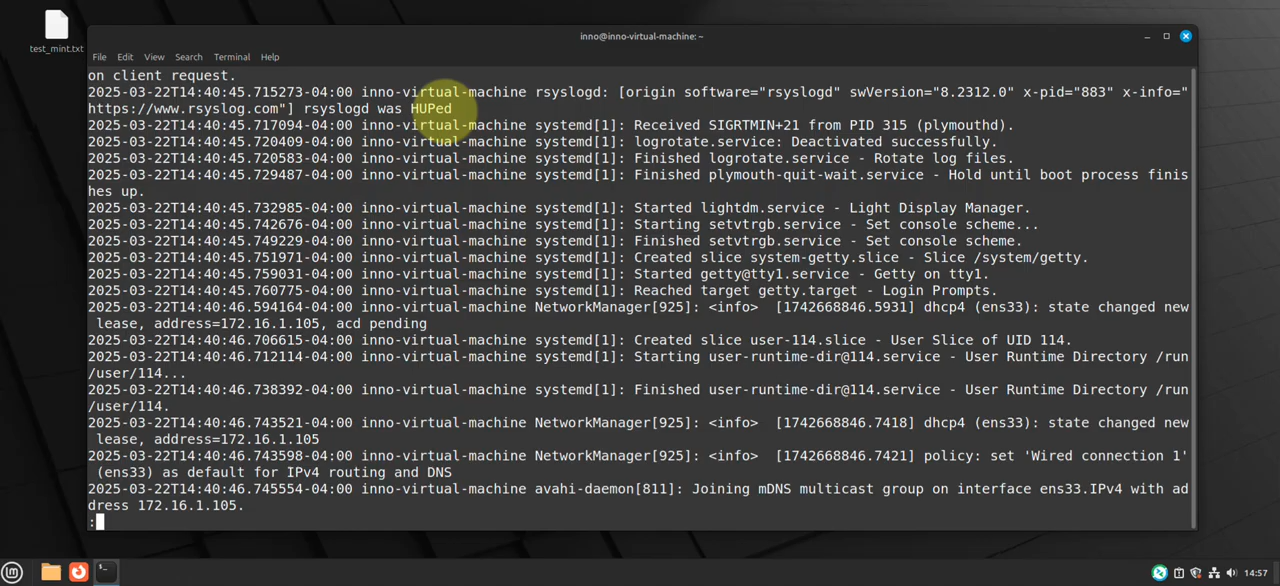 test_mint.txt
inno@inno-virtual-machine: ~
File Edit View Search Terminal Help
on client request.
2025-03-22T14:40:45.715273-04:00 inno-virtual-machine rsyslogd: [origin software="rsyslogd" swVersion="8.2312.0" x-pid="883" x-info="
https://www.rsyslog.com"] rsyslogd was HUPed
2025-03-22T14:40:45.717094-04:00 inno-virtual-machine systemd[1]: Received SIGRTMIN+21 from PID 315 (plymouthd).
2025-03-22T14:40:45.720409-04:00 inno-virtual-machine systemd[1]: logrotate.service: Deactivated successfully.
2025-03-22T14:40:45.720583-04:00 inno-virtual-machine systemd[1]: Finished logrotate.service - Rotate log files.
2025-03-22T14:40:45.729487-04:00 inno-virtual-machine systemd[1]: Finished plymouth-quit-wait.service - Hold until boot process finis
hes up.
2025-03-22T14:40:45.732985-04:00 inno-virtual-machine systemd[1]: Started lightdm.service - Light Display Manager.
2025-03-22T14:40:45.742676-04:00 inno-virtual-machine systemd[1]: Starting setvtrgb.service - Set console scheme...
2025-03-22T14:40:45.749229-04:00 inno-virtual-machine systemd[1]: Finished setvtrgb.service - Set console scheme.
2025-03-22T14:40:45.751971-04:00 inno-virtual-machine systemd[1]: Created slice system-getty.slice - Slice /system/getty.
2025-03-22T14:40:45.759031-04:00 inno-virtual-machine systemd[1]: Started getty@tty1.service - Getty on tty1.
2025-03-22T14:40:45.760775-04:00 inno-virtual-machine systemd[1]: Reached target getty.target - Login Prompts.
2025-03-22T14:40:46.594164-04:00 inno-virtual-machine NetworkManager[925]: <info>  [1742668846.5931] dhcp4 (ens33): state changed new
lease, address=172.16.1.105, acd pending
2025-03-22T14:40:46.706615-04:00 inno-virtual-machine systemd[1]: Created slice user-114.slice - User Slice of UID 114.
2025-03-22T14:40:46.712114-04:00 inno-virtual-machine systemd[1]: Starting user-runtime-dir@114.service - User Runtime Directory /run
/user/114...
2025-03-22T14:40:46.738392-04:00 inno-virtual-machine systemd[1]: Finished user-runtime-dir@114.service - User Runtime Directory /run
/user/114.
2025-03-22T14:40:46.743521-04:00 inno-virtual-machine NetworkManager[925]: <info>  [1742668846.7418] dhcp4 (ens33): state changed new
lease, address=172.16.1.105
2025-03-22T14:40:46.743598-04:00 inno-virtual-machine NetworkManager[925]: <info>  [1742668846.7421] policy: set 'Wired connection 1'
(ens33) as default for IPv4 routing and DNS
2025-03-22T14:40:46.745554-04:00 inno-virtual-machine avahi-daemon[811]: Joining mDNS multicast group on interface ens33.IPv4 with ad
dress 172.16.1.105.
:
14:57